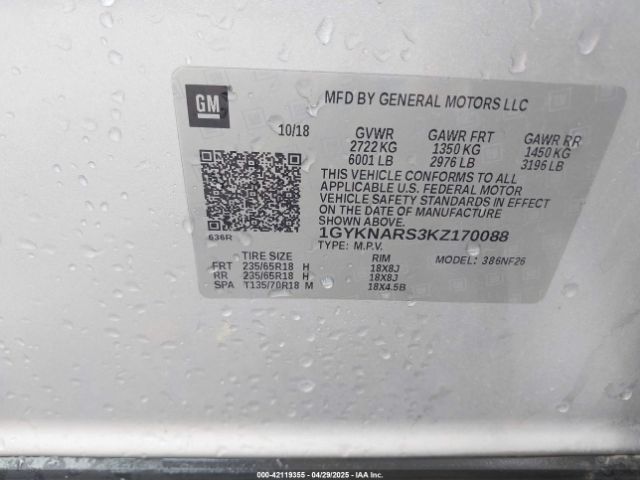 GM
MFD BY GENERAL MOTORS LLC
10/18 GVWR GAWR FRT GAWR RR
2722 KG 1350 KG 1450 KG
6001 LB 2976 LB 3196 LB
THIS VEHICLE CONFORMS TO ALL
APPLICABLE U.S. FEDERAL MOTOR
VEHICLE SAFETY STANDARDS IN EFFECT
ON THE DATE OF MANUFACTURE
SHOWN ABOVE.
636R 1GYKNARS3KZ170088
TYPE: M.P.V. MODEL: 386NF26
TIRE SIZE RIM
FRT 235/65R18 H 18X8J
RR 235/65R18 H 18X8J
SPA T135/70R18 M 18X4.5B
© IAAI - 42119355 - 04/29/2025 - IAAI.COM